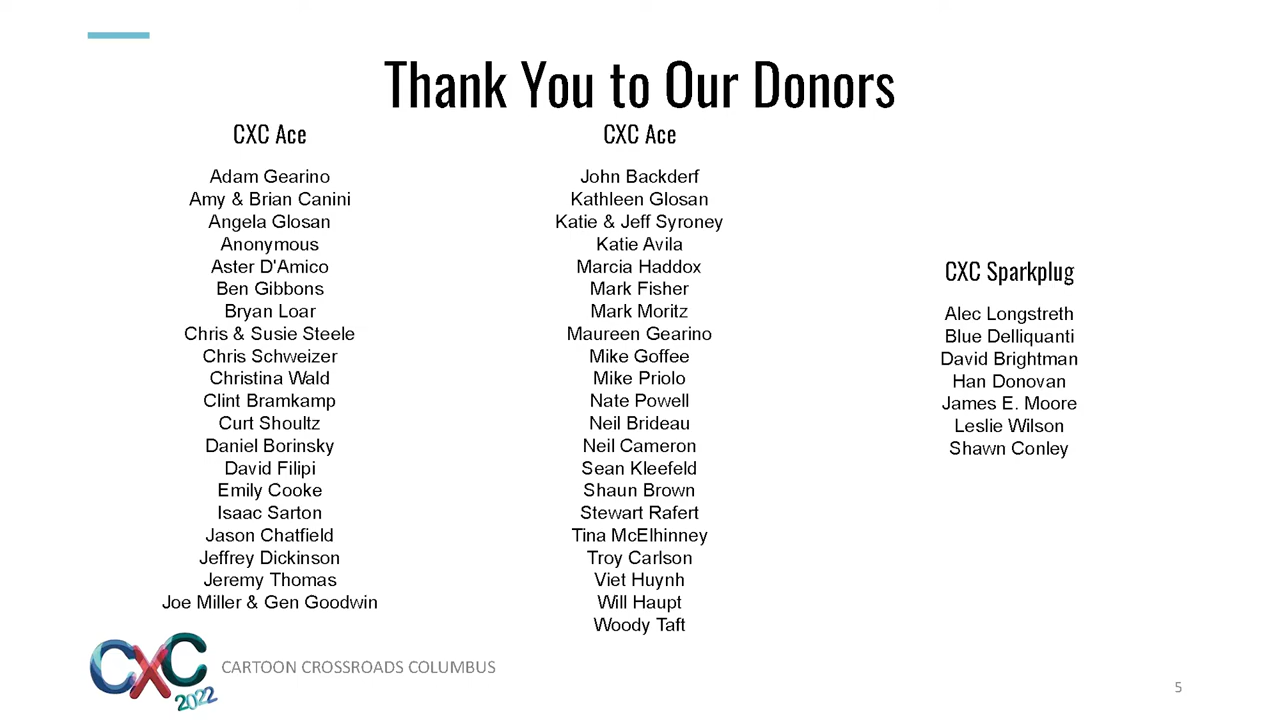 Thank You to Our Donors
CXC Ace
Adam Gearino
Amy & Brian Canini
Angela Glosan
Anonymous
Aster D'Amico
Ben Gibbons
Bryan Loar
Chris & Susie Steele
Chris Schweizer
Christina Wald
Clint Bramkamp
Curt Shoultz
Daniel Borinsky
David Filipi
Emily Cooke
Isaac Sarton
Jason Chatfield
Jeffrey Dickinson
Jeremy Thomas
Joe Miller & Gen Goodwin
CXC Ace
John Backderf
Kathleen Glosan
Katie & Jeff Syroney
Katie Avila
Marcia Haddox
Mark Fisher
Mark Moritz
Maureen Gearino
Mike Goffee
Mike Priolo
Nate Powell
Neil Brideau
Neil Cameron
Sean Kleefeld
Shaun Brown
Stewart Rafert
Tina McElhinney
Troy Carlson
Viet Huynh
Will Haupt
Woody Taft
CXC Sparkplug
Alec Longstreth
Blue Delliquanti
David Brightman
Han Donovan
James E. Moore
Leslie Wilson
Shawn Conley
CXC
2022
CARTOON CROSSROADS COLUMBUS
5